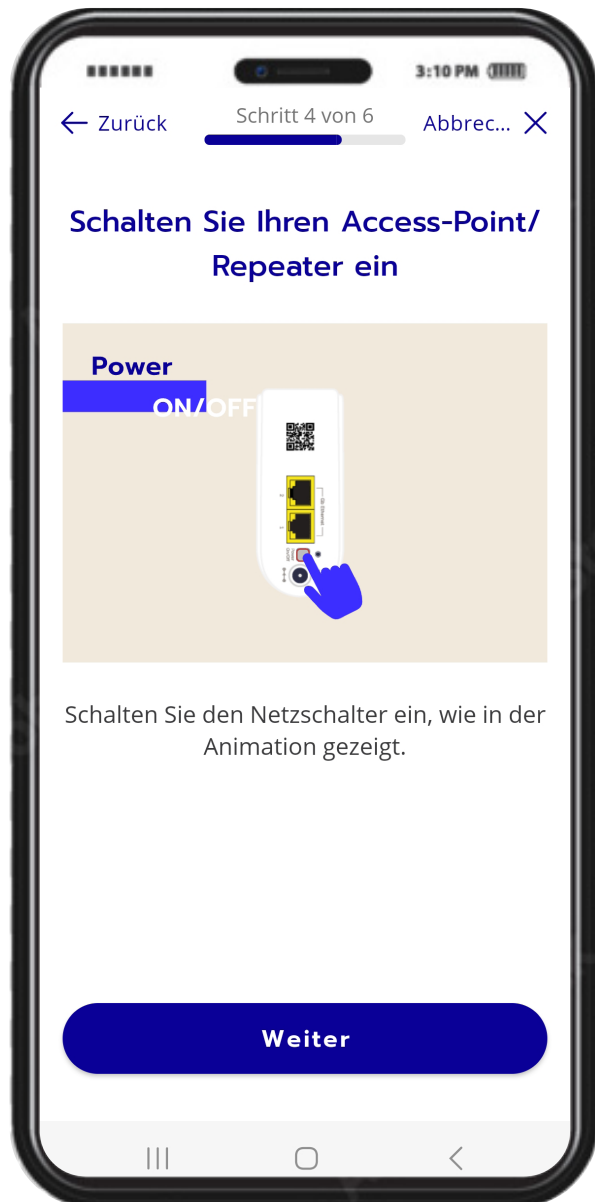 3:10 PM
Zurück
Schritt 4 von 6
Abbrec...
Schalten Sie Ihren Access-Point/
Repeater ein
Power
ON/OFF
Weiter
Schalten Sie den Netzschalter ein, wie in der
Animation gezeigt.